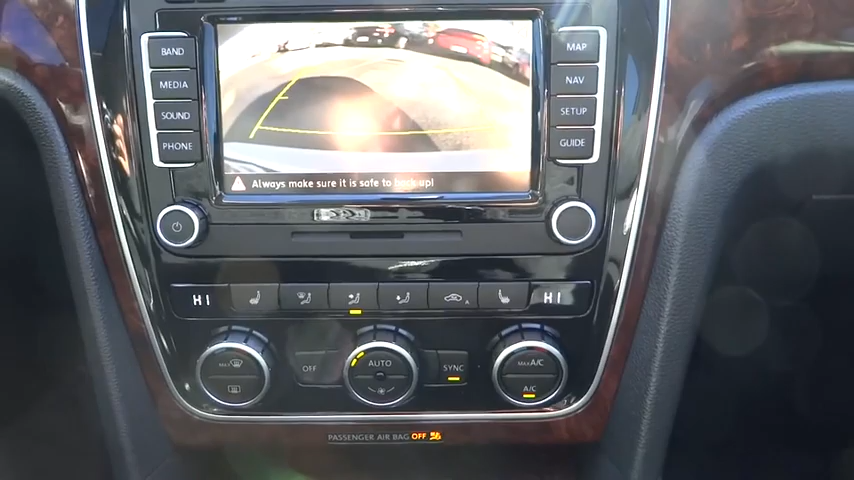 BAND
MEDIA
SOUND
PHONE
MAP
NAV
SETUP
GUIDE
Always make sure it is safe to back up!
HI
A
HI
MAX
OFF
AUTO
SYNC
MAX A/C
A/C
PASSENGER AIR BAG OFF